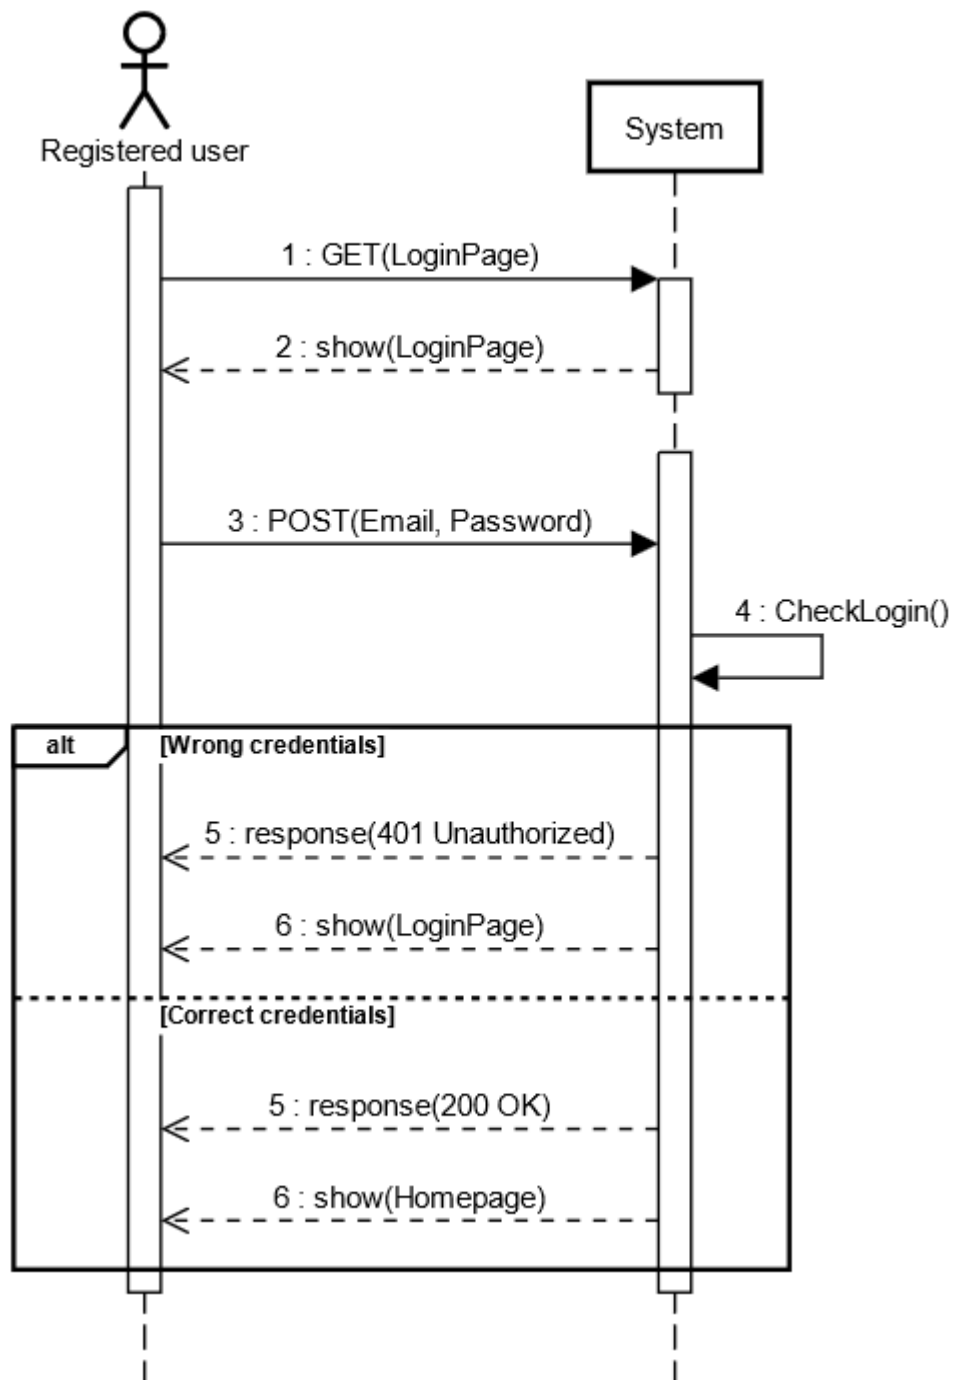 Registered user
System
1 : GET(LoginPage)
2 : show(LoginPage)
3 : POST(Email, Password)
4 : CheckLogin()
alt
[Wrong credentials]
5 : response(401 Unauthorized)
6 : show(LoginPage)
[Correct credentials]
5 : response(200 OK)
6 : show(Homepage)